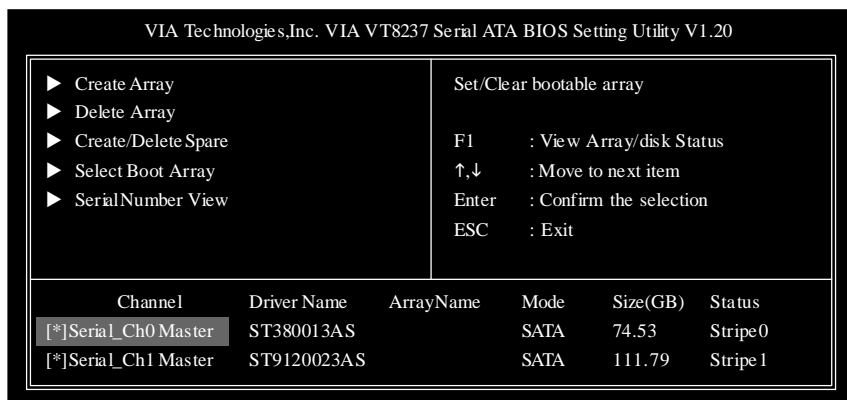 VIA Technologies,Inc. VIA VT8237 Serial ATA BIOS Setting Utility V1.20
▶ Create Array
▶ Delete Array
▶ Create/Delete Spare
▶ Select Boot Array
▶ Serial Number View
Set/Clear bootable array
F1 : View Array/disk Status
↑,↓ : Move to next item
Enter : Confirm the selection
ESC : Exit
Channel Driver Name ArrayName Mode Size(GB) Status
[*]Serial_Ch0 Master ST380013AS SATA 74.53 Stripe0
[*]Serial_Ch1 Master ST9120023AS SATA 111.79 Stripe1